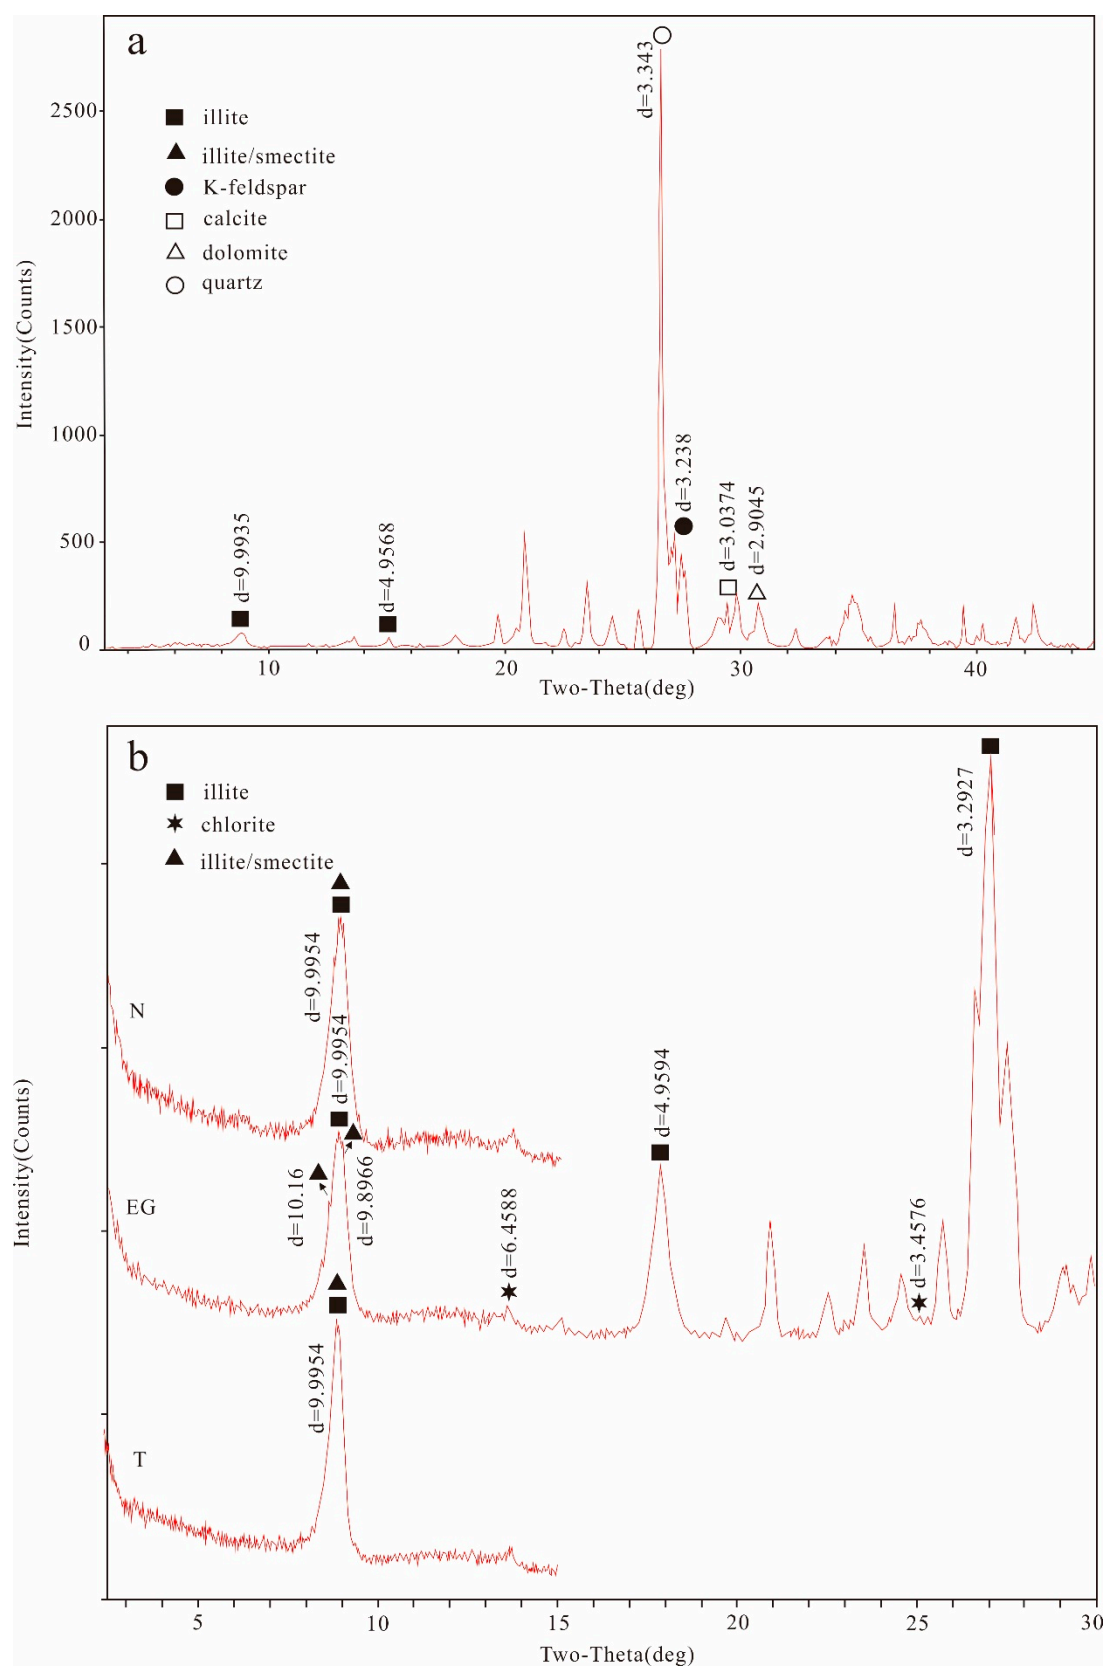 a
illite
illite/smectite
K-feldspar
calcite
dolomite
quartz
d=3.343
d=3.238
d=3.0374
d=2.9045
d=9.9935
d=4.9568
2500
2000
1500
1000
500
0
Intensity(Counts)
10
20
30
40
Two-Theta(deg)
b
illite
chlorite
illite/smectite
d=3.2927
d=9.9954
N
d=9.9954
d=4.9594
EG
d=10.16
d=9.8966
d=6.4588
d=3.4576
d=9.9954
T
Intensity(Counts)
5
10
15
20
25
30
Two-Theta(deg)